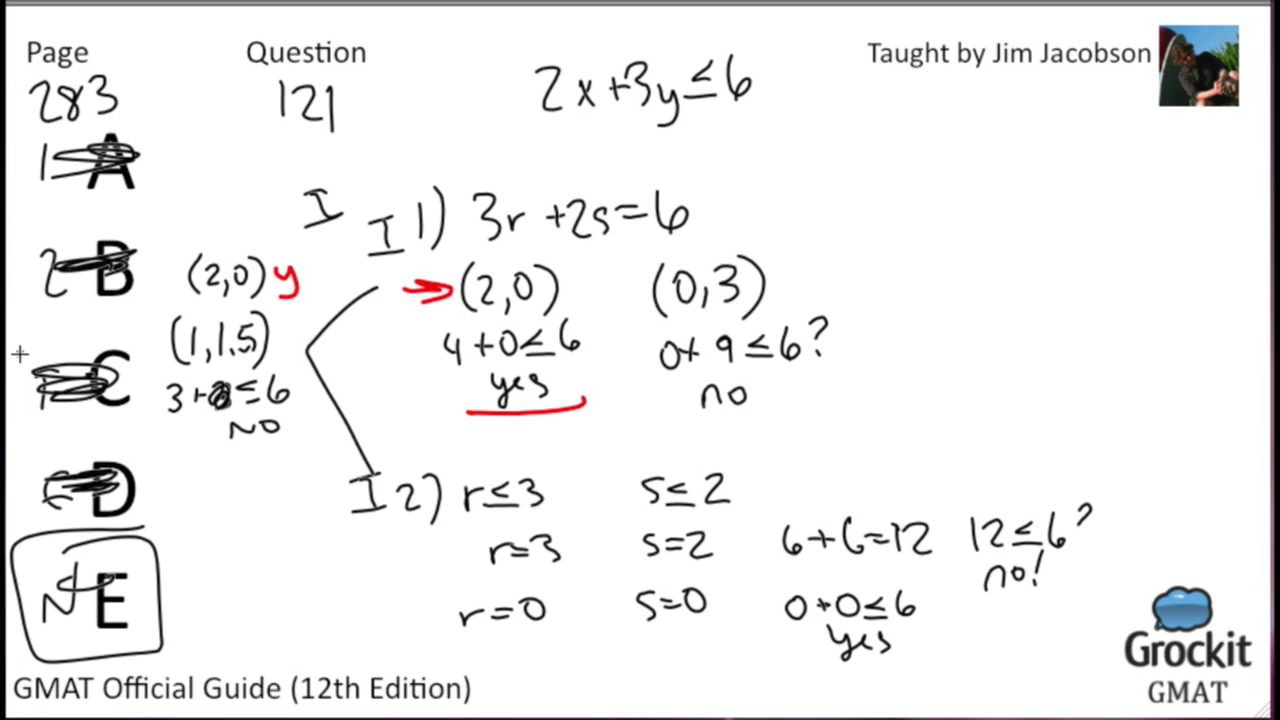 Page
Question
Taught by Jim Jacobson
283
121
2x+3y≤6
1 A
I
I 1) 3r+2s=6
2 B
(2,0) y
(2,0)
(0,3)
(1,1.5)
4+0≤6
0+9≤6?
C
3+ ≤6
yes
no
NO
D
I 2) r≤3
s≤2
r=3
s=2
6+6=12
12≤6?
no!
E
r=0
s=0
0+0≤6
yes
Grockit
GMAT
GMAT Official Guide (12th Edition)